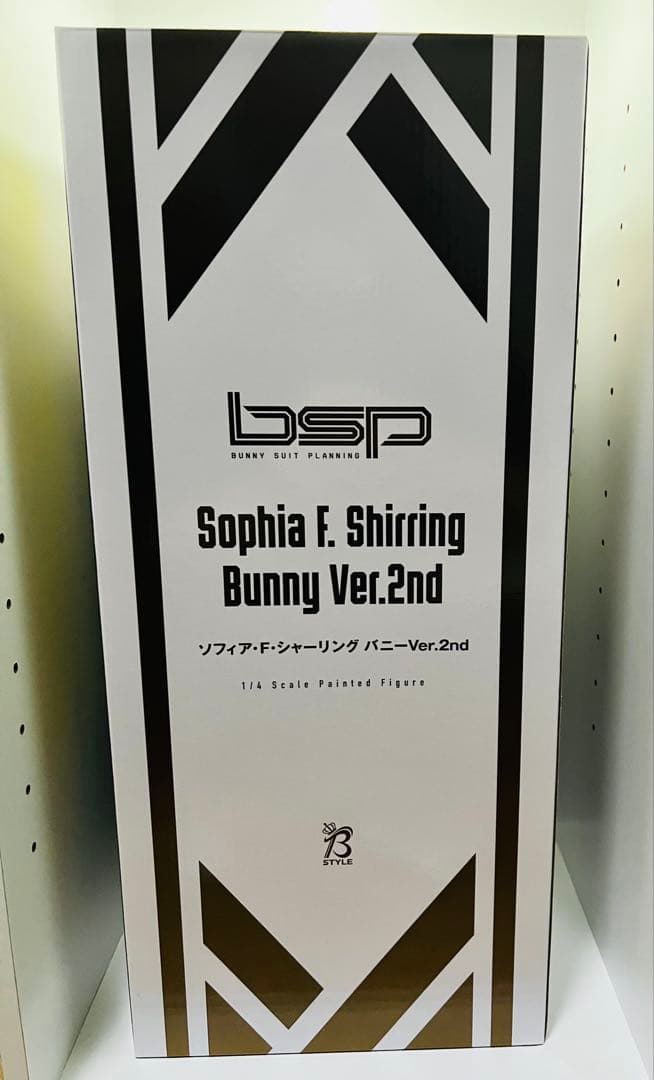 bsp
BUNNY SUIT PLANNING
Sophia F. Shirring
Bunny Ver.2nd
ソフィア・F・シャーリング バニーVer.2nd
1/4 Scale Painted Figure
B
STYLE